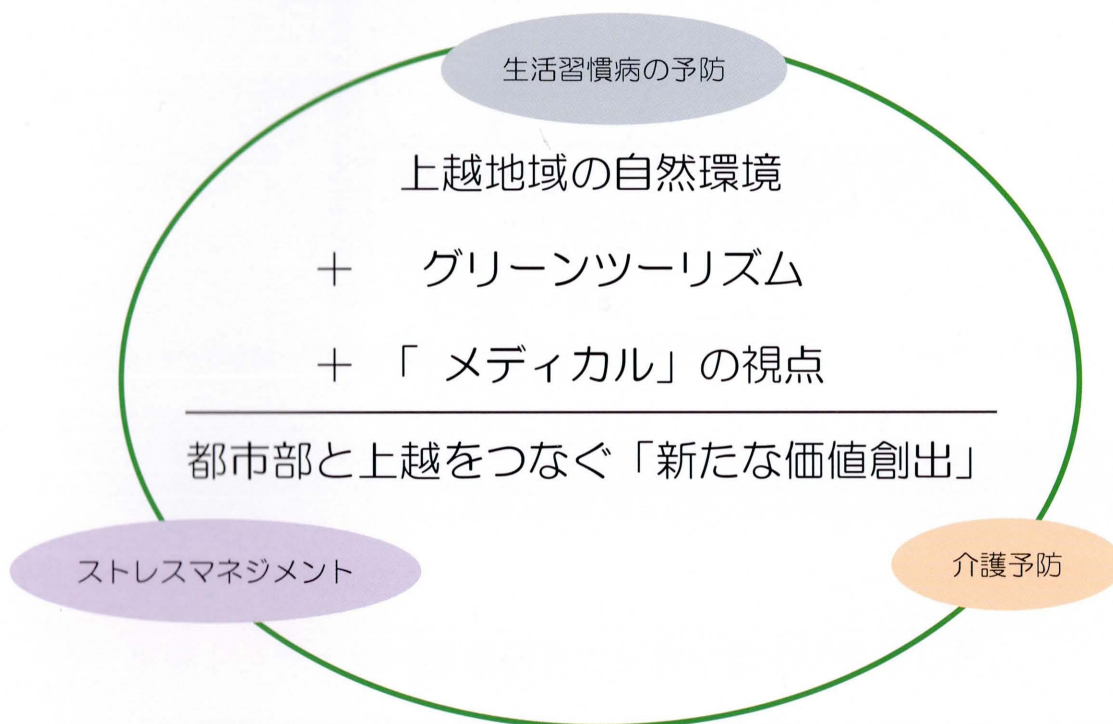 生活習慣病の予防
上越地域の自然環境
＋　グリーンツーリズム
＋「 メディカル」の視点
都市部と上越をつなぐ「新たな価値創出」
ストレスマネジメント
介護予防